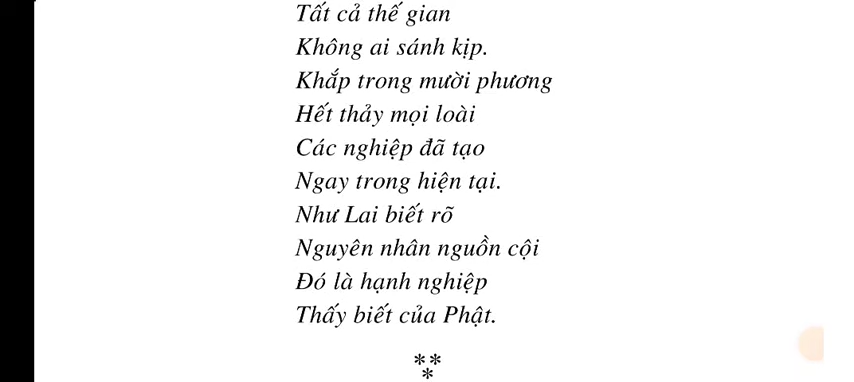 Tất cả thế gian
Không ai sánh kịp.
Khắp trong mười phương
Hết thảy mọi loài
Các nghiệp đã tạo
Ngay trong hiện tại.
Như Lai biết rõ
Nguyên nhân nguồn cội
Đó là hạnh nghiệp
Thấy biết của Phật.
**
*